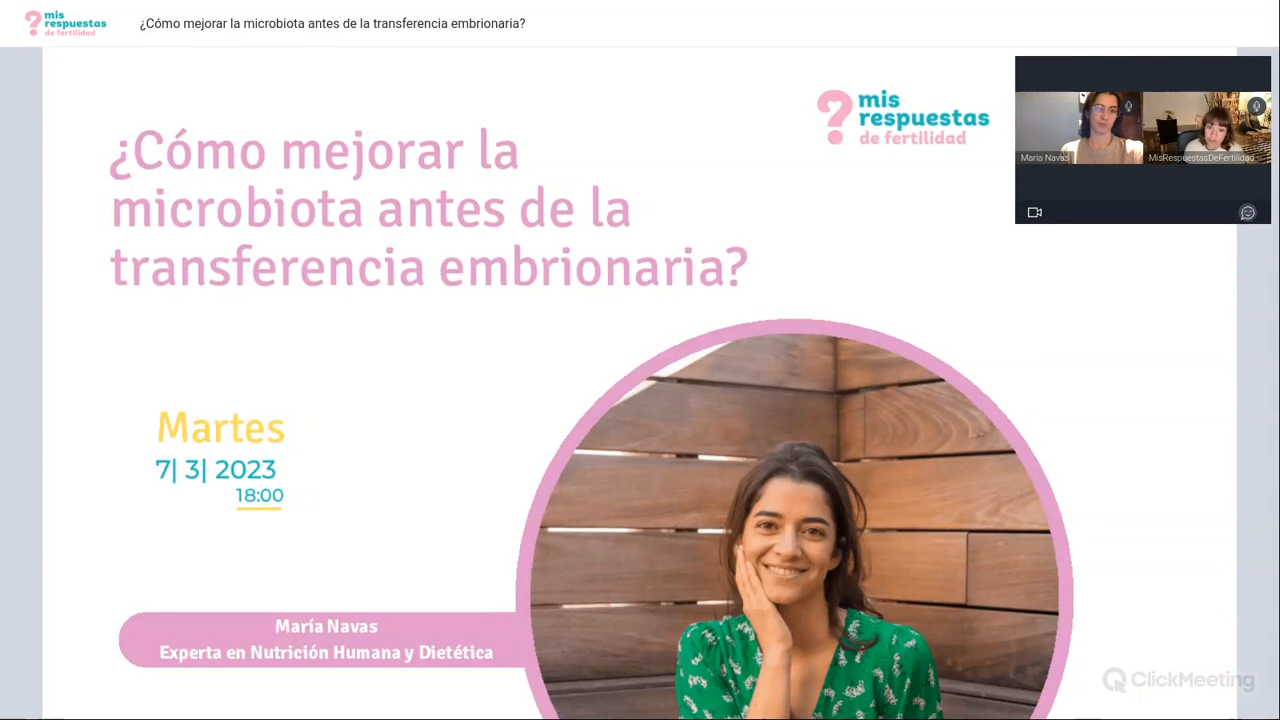 mis
respuestas
de fertilidad
¿Cómo mejorar la microbiota antes de la transferencia embrionaria?
mis
respuestas
de fertilidad
Maria Navas
MisRespuestasDeFertilidad
¿Cómo mejorar la
microbiota antes de la
transferencia embrionaria?
Martes
7| 3| 2023
18:00
María Navas
Experta en Nutrición Humana y Dietética
ClickMeeting